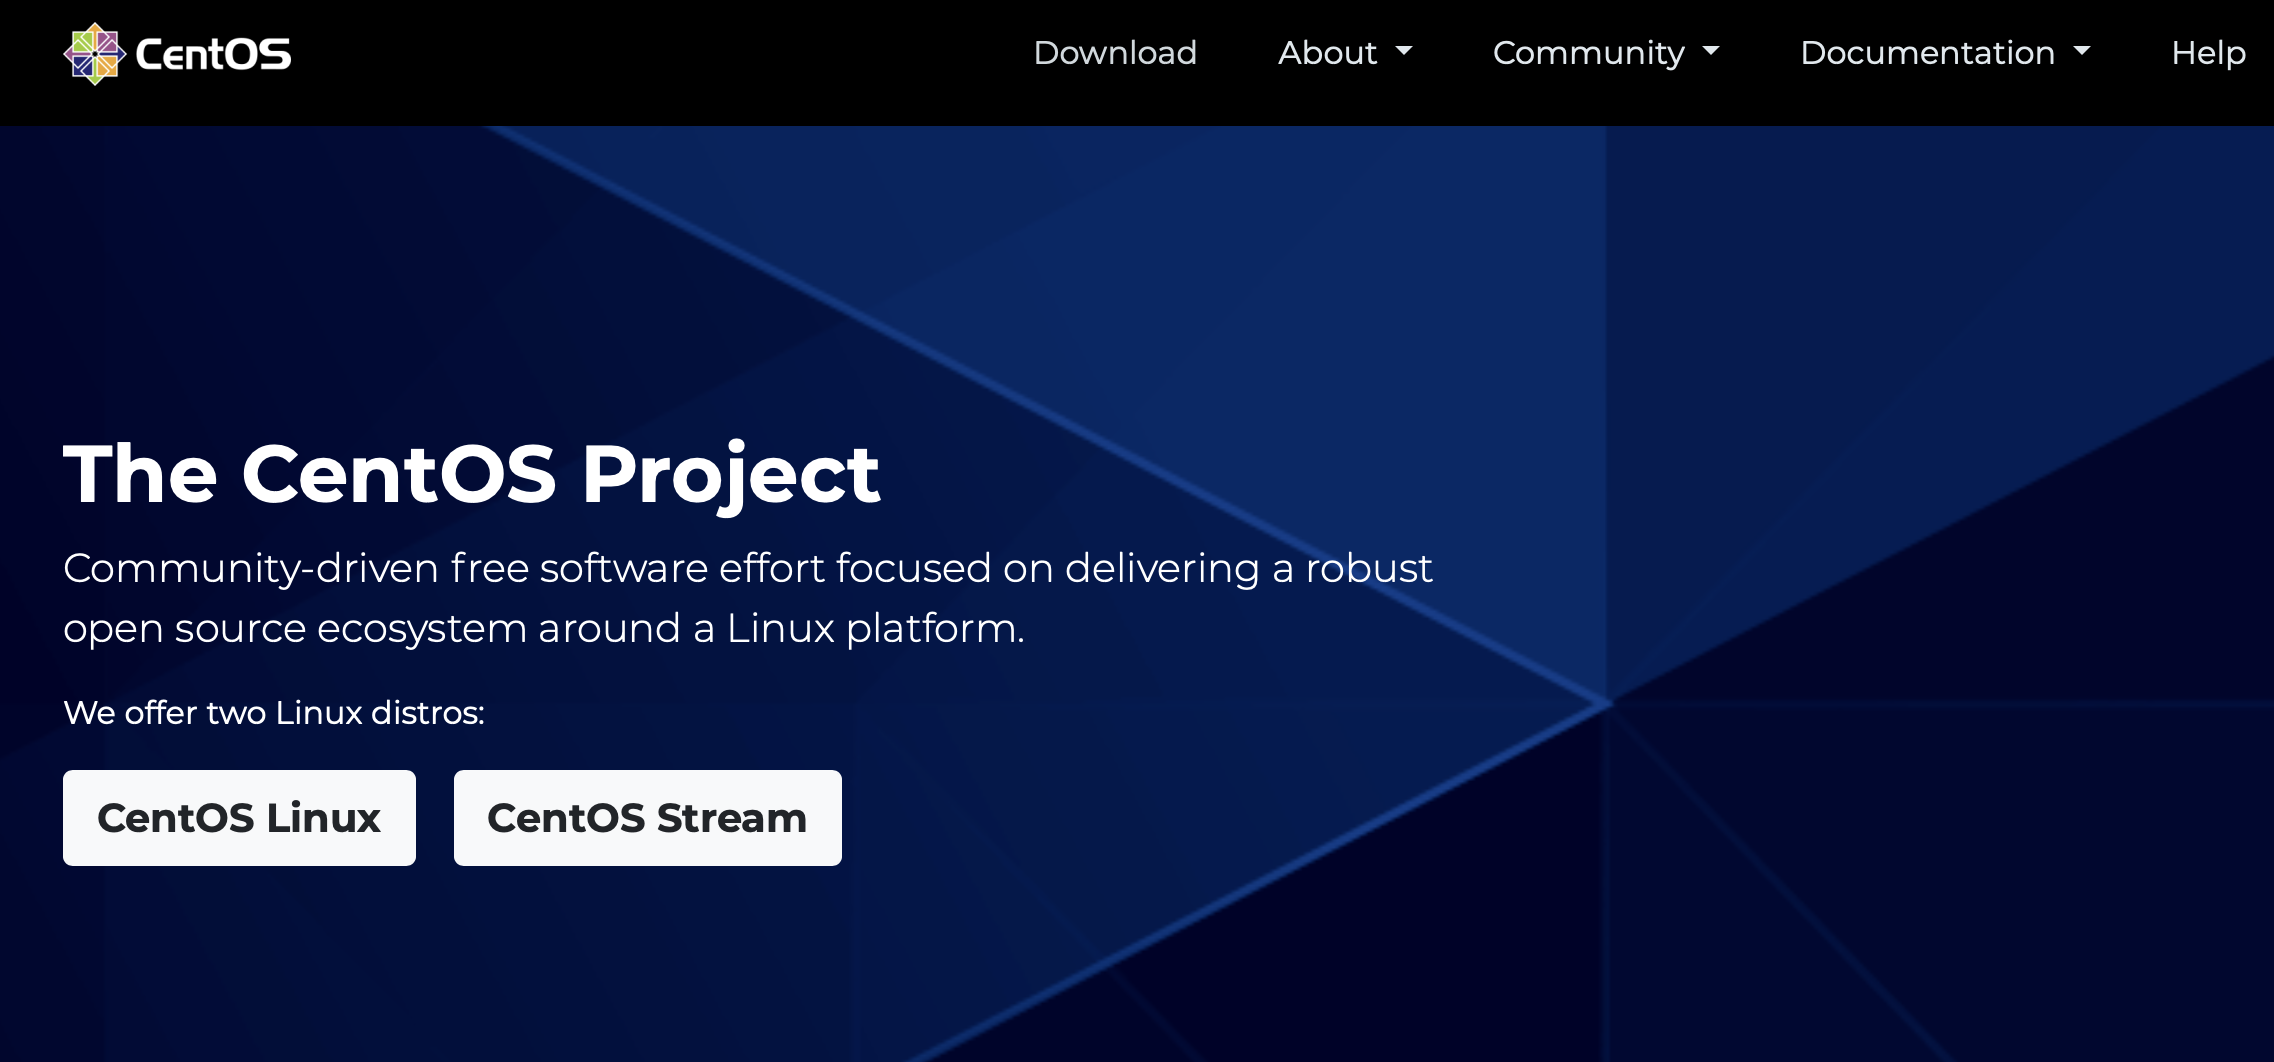 CentOS
Download
About
Community
Documentation
Help
The CentOS Project
Community-driven free software effort focused on delivering a robust
open source ecosystem around a Linux platform.
We offer two Linux distros:
CentOS Linux
CentOS Stream